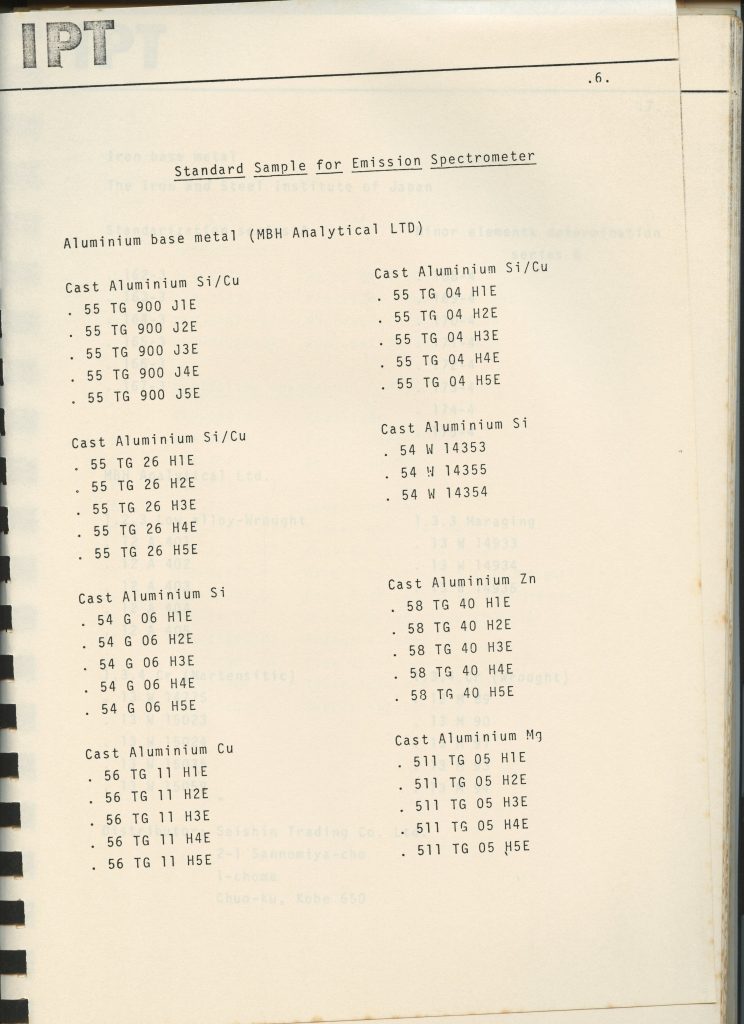 IPT
.6.
Standard Sample for Emission Spectrometer
Aluminium base metal (MBH Analytical LTD)
Cast Aluminium Si/Cu
. 55 TG 900 J1E
. 55 TG 900 J2E
. 55 TG 900 J3E
. 55 TG 900 J4E
. 55 TG 900 J5E
Cast Aluminium Si/Cu
. 55 TG 26 H1E
. 55 TG 26 H2E
. 55 TG 26 H3E
. 55 TG 26 H4E
. 55 TG 26 H5E
Cast Aluminium Si
. 54 G 06 H1E
. 54 G 06 H2E
. 54 G 06 H3E
. 54 G 06 H4E
. 54 G 06 H5E
Cast Aluminium Cu
. 56 TG 11 H1E
. 56 TG 11 H2E
. 56 TG 11 H3E
. 56 TG 11 H4E
. 56 TG 11 H5E
Cast Aluminium Si/Cu
. 55 TG 04 H1E
. 55 TG 04 H2E
. 55 TG 04 H3E
. 55 TG 04 H4E
. 55 TG 04 H5E
Cast Aluminium Si
. 54 W 14353
. 54 W 14355
. 54 W 14354
Cast Aluminium Zn
. 58 TG 40 H1E
. 58 TG 40 H2E
. 58 TG 40 H3E
. 58 TG 40 H4E
. 58 TG 40 H5E
Cast Aluminium Mg
. 511 TG 05 H1E
. 511 TG 05 H2E
. 511 TG 05 H3E
. 511 TG 05 H4E
. 511 TG 05 H5E